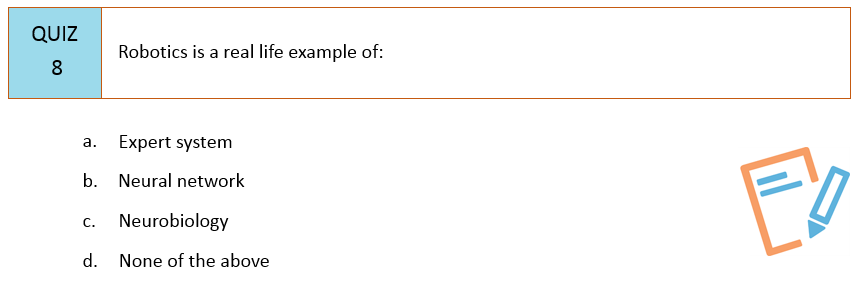 QUIZ
8
Robotics is a real life example of:
a. Expert system
b. Neural network
c. Neurobiology
d. None of the above